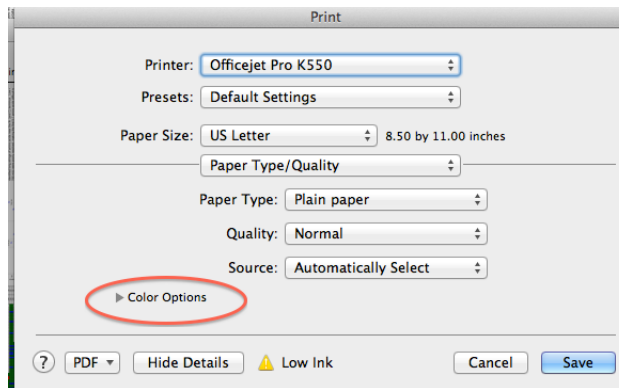 Print
Printer: Officejet Pro K550
Presets: Default Settings
Paper Size: US Letter 8.50 by 11.00 inches
Paper Type/Quality
Paper Type: Plain paper
Quality: Normal
Source: Automatically Select
Color Options
? PDF Hide Details Low Ink Cancel Save